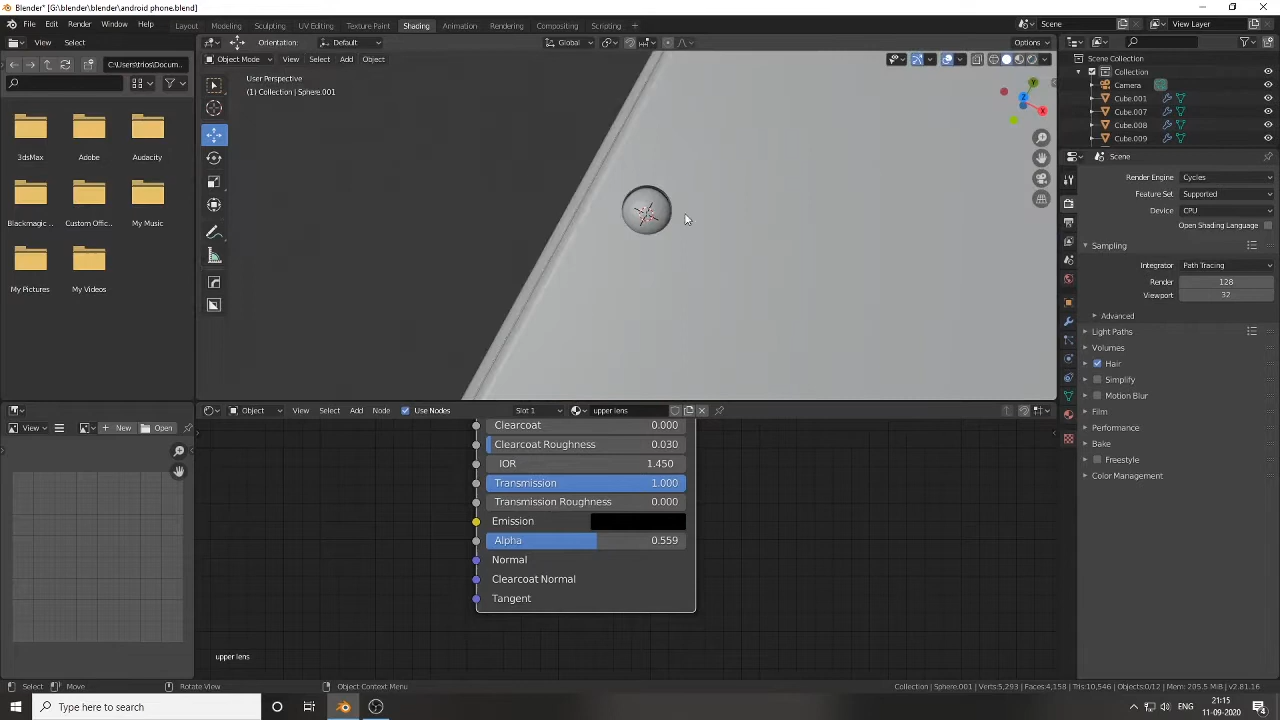 Blender* [G:\blender\blender\android phone.blend]
File Edit Render Window Help Layout Modeling Sculpting UV Editing Texture Paint Shading Animation Rendering Compositing Scripting + Scene View Layer
View Select Orientation: Default Global Options
C:\Users\trios\Docum... Object Mode View Select Add Object
User Perspective
(1) Collection | Sphere.001
3dsMax Adobe Audacity
Blackmagic ... Custom Offic... My Music
My Pictures My Videos
Z Y X
Scene Collection
Collection
Camera
Cube.001
Cube.007
Cube.008
Cube.009
Scene
Render Engine Cycles
Feature Set Supported
Device CPU
Open Shading Language
Sampling
Integrator Path Tracing
Render 128
Viewport 32
Advanced
Light Paths
Volumes
Hair
Simplify
Motion Blur
Film
Performance
Bake
Freestyle
Color Management
View New Open
Object View Select Add Node Use Nodes Slot 1 upper lens
Clearcoat 0.000
Clearcoat Roughness 0.030
IOR 1.450
Transmission 1.000
Transmission Roughness 0.000
Emission
Alpha 0.559
Normal
Clearcoat Normal
Tangent
upper lens
Select Move Rotate View Object Context Menu Collection | Sphere.001 | Verts:5,293 | Faces:4,158 | Tris:10,546 | Objects:0/12 | Mem: 205.5 MiB | v2.81.16
Type here to search
ENG
21:15
11-09-2020